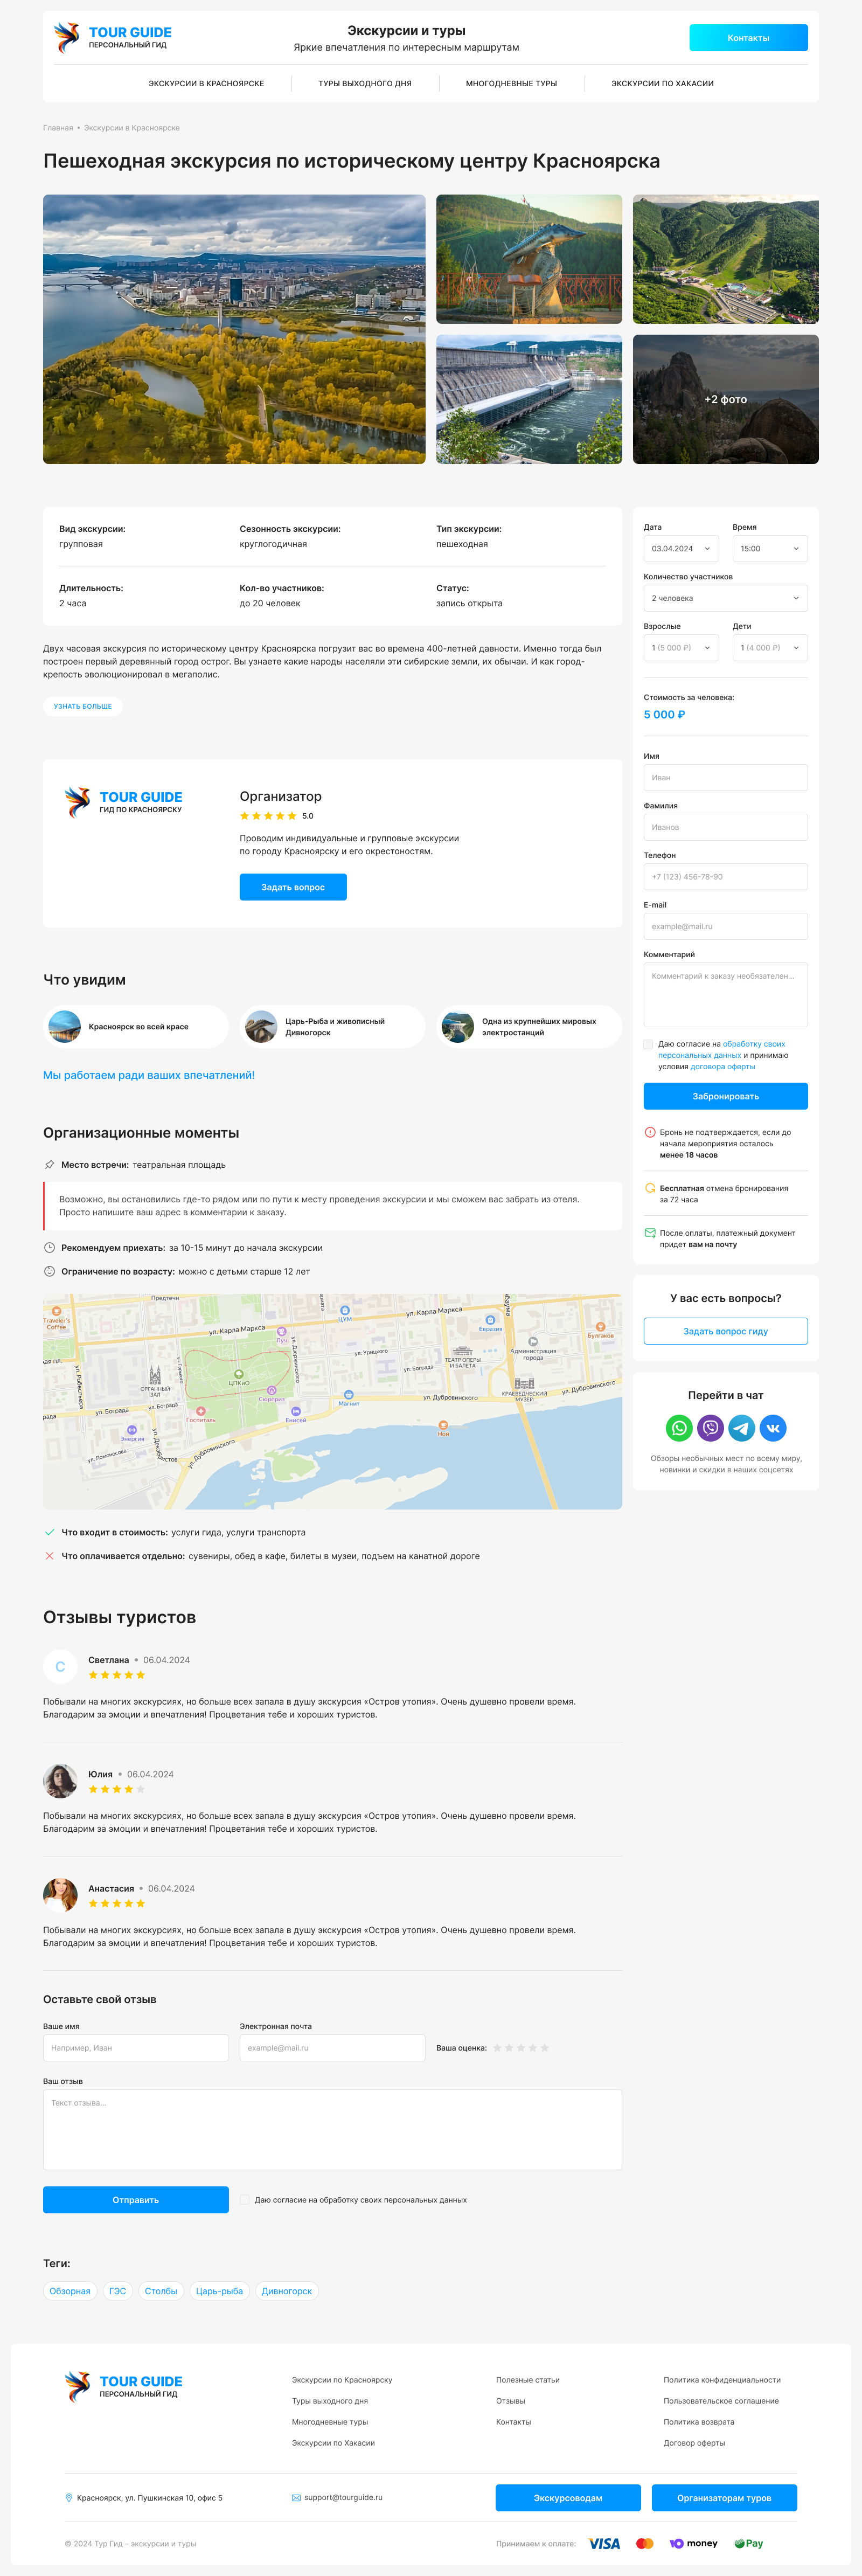 TOUR GUIDE
ПЕРСОНАЛЬНЫЙ ГИД
Экскурсии и туры
Яркие впечатления по интересным маршрутам
Контакты
ЭКСКУРСИИ В КРАСНОЯРСКЕ
ТУРЫ ВЫХОДНОГО ДНЯ
МНОГОДНЕВНЫЕ ТУРЫ
ЭКСКУРСИИ ПО ХАКАСИИ
Главная • Экскурсии в Красноярске
Пешеходная экскурсия по историческому центру Красноярска
+2 фото
Вид экскурсии:
групповая
Сезонность экскурсии:
круглогодичная
Тип экскурсии:
пешеходная
Длительность:
2 часа
Кол-во участников:
до 20 человек
Статус:
запись открыта
Двух часовая экскурсия по историческому центру Красноярска погрузит вас во времена 400-летней давности. Именно тогда был
построен первый деревянный город острог. Вы узнаете какие народы населяли эти сибирские земли, их обычаи. И как город-
крепость эволюционировал в мегаполис.
УЗНАТЬ БОЛЬШЕ
TOUR GUIDE
ГИД ПО КРАСНОЯРСКУ
Организатор
5.0
Проводим индивидуальные и групповые экскурсии
по городу Красноярску и его окрестоностям.
Задать вопрос
Что увидим
Красноярск во всей красе
Царь-Рыба и живописный
Дивногорск
Одна из крупнейших мировых
электростанций
Мы работаем ради ваших впечатлений!
Организационные моменты
Место встречи: театральная площадь
Возможно, вы остановились где-то рядом или по пути к месту проведения экскурсии и мы сможем вас забрать из отеля.
Просто напишите ваш адрес в комментарии к заказу.
Рекомендуем приехать: за 10-15 минут до начала экскурсии
Ограничение по возрасту: можно с детьми старше 12 лет
Предтечи
Traveler's
Coffee
ул. Карла Маркса
ЦУМ
ул. Карла Маркса
Евразия
Булгаков
Луч
ул. Дзержинского
ул. Урицкого
ТЕАТР ОПЕРЫ
И БАЛЕТА
Администрация
города
ул. Робеспьера
ОРГАННЫЙ
ЗАЛ
ЦПКиО
Сюрприз
ул. Богграда
КРАЕВЕДЧЕСКИЙ
МУЗЕЙ
ул. Дубровинского
Магнит
ул. Дубровинского
ул. Богграда
ул. Богграда
Госпиталь
Енисей
Мои
Энергия
ул. Декабристов
ул. Ломоносова
ул. Дубровинского
Что входит в стоимость: услуги гида, услуги транспорта
Что оплачивается отдельно: сувениры, обед в кафе, билеты в музеи, подъем на канатной дороге
Дата
Время
03.04.2024
15:00
Количество участников
2 человека
Взрослые
Дети
1 (5 000 ₽)
1 (4 000 ₽)
Стоимость за человека:
5 000 ₽
Имя
Иван
Фамилия
Иванов
Телефон
+7 (123) 456-78-90
E-mail
example@mail.ru
Комментарий
Комментарий к заказу необязателен...
Даю согласие на обработку своих
персональных данных и принимаю
условия договора оферты
Забронировать
Бронь не подтверждается, если до
начала мероприятия осталось
менее 18 часов
Бесплатная отмена бронирования
за 72 часа
После оплаты, платежный документ
придет вам на почту
У вас есть вопросы?
Задать вопрос гиду
Перейти в чат
Обзоры необычных мест по всему миру,
новинки и скидки в наших соцсетях
Отзывы туристов
С
Светлана • 06.04.2024
Побывали на многих экскурсиях, но больше всех запала в душу экскурсия «Остров утопия». Очень душевно провели время.
Благодарим за эмоции и впечатления! Процветания тебе и хороших туристов.
Юлия • 06.04.2024
Побывали на многих экскурсиях, но больше всех запала в душу экскурсия «Остров утопия». Очень душевно провели время.
Благодарим за эмоции и впечатления! Процветания тебе и хороших туристов.
Анастасия • 06.04.2024
Побывали на многих экскурсиях, но больше всех запала в душу экскурсия «Остров утопия». Очень душевно провели время.
Благодарим за эмоции и впечатления! Процветания тебе и хороших туристов.
Оставьте свой отзыв
Ваше имя
Электронная почта
Например, Иван
example@mail.ru
Ваша оценка:
Ваш отзыв
Текст отзыва...
Отправить
Даю согласие на обработку своих персональных данных
Теги:
Обзорная
ГЭС
Столбы
Царь-рыба
Дивногорск
TOUR GUIDE
ПЕРСОНАЛЬНЫЙ ГИД
Экскурсии по Красноярску
Туры выходного дня
Многодневные туры
Экскурсии по Хакасии
Полезные статьи
Отзывы
Контакты
Политика конфиденциальности
Пользовательское соглашение
Политика возврата
Договор оферты
Красноярск, ул. Пушкинская 10, офис 5
support@tourguide.ru
Экскурсоводам
Организаторам туров
© 2024 Тур Гид – экскурсии и туры
Принимаем к оплате:
VISA
money
Pay